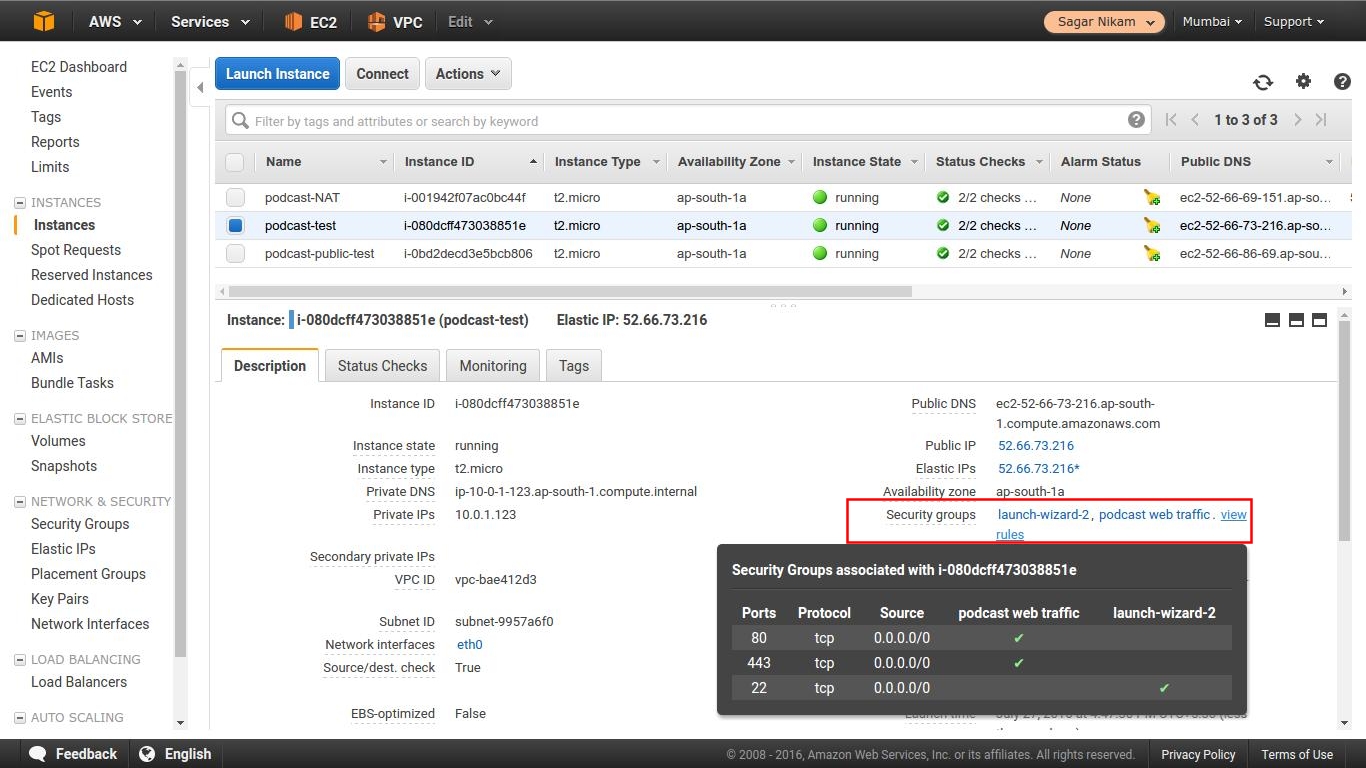 AWS Services EC2 VPC Edit Sagar Nikam Mumbai Support
EC2 Dashboard
Events
Tags
Reports
Limits
INSTANCES
Instances
Spot Requests
Reserved Instances
Dedicated Hosts
IMAGES
AMIs
Bundle Tasks
ELASTIC BLOCK STORE
Volumes
Snapshots
NETWORK & SECURITY
Security Groups
Elastic IPs
Placement Groups
Key Pairs
Network Interfaces
LOAD BALANCING
Load Balancers
AUTO SCALING
Launch Instance Connect Actions
Filter by tags and attributes or search by keyword 1 to 3 of 3
Name Instance ID Instance Type Availability Zone Instance State Status Checks Alarm Status Public DNS
podcast-NAT i-001942f07ac0bc44f t2.micro ap-south-1a running 2/2 checks ... None ec2-52-66-69-151.ap-so...
podcast-test i-080dcff473038851e t2.micro ap-south-1a running 2/2 checks ... None ec2-52-66-73-216.ap-so...
podcast-public-test i-0bd2decd3e5bcb806 t2.micro ap-south-1a running 2/2 checks ... None ec2-52-66-86-69.ap-sou...
Instance: i-080dcff473038851e (podcast-test) Elastic IP: 52.66.73.216
Description Status Checks Monitoring Tags
Instance ID i-080dcff473038851e
Instance state running
Instance type t2.micro
Private DNS ip-10-0-1-123.ap-south-1.compute.internal
Private IPs 10.0.1.123
Secondary private IPs
VPC ID vpc-bae412d3
Subnet ID subnet-9957a6f0
Network interfaces eth0
Source/dest. check True
EBS-optimized False
Public DNS ec2-52-66-73-216.ap-south-
1.compute.amazonaws.com
Public IP 52.66.73.216
Elastic IPs 52.66.73.216*
Availability zone ap-south-1a
Security groups launch-wizard-2, podcast web traffic. view
rules
Security Groups associated with i-080dcff473038851e
Ports Protocol Source podcast web traffic launch-wizard-2
80 tcp 0.0.0.0/0 ✔
443 tcp 0.0.0.0/0 ✔
22 tcp 0.0.0.0/0 ✔
Feedback English © 2008 - 2016, Amazon Web Services, Inc. or its affiliates. All rights reserved. Privacy Policy Terms of Use